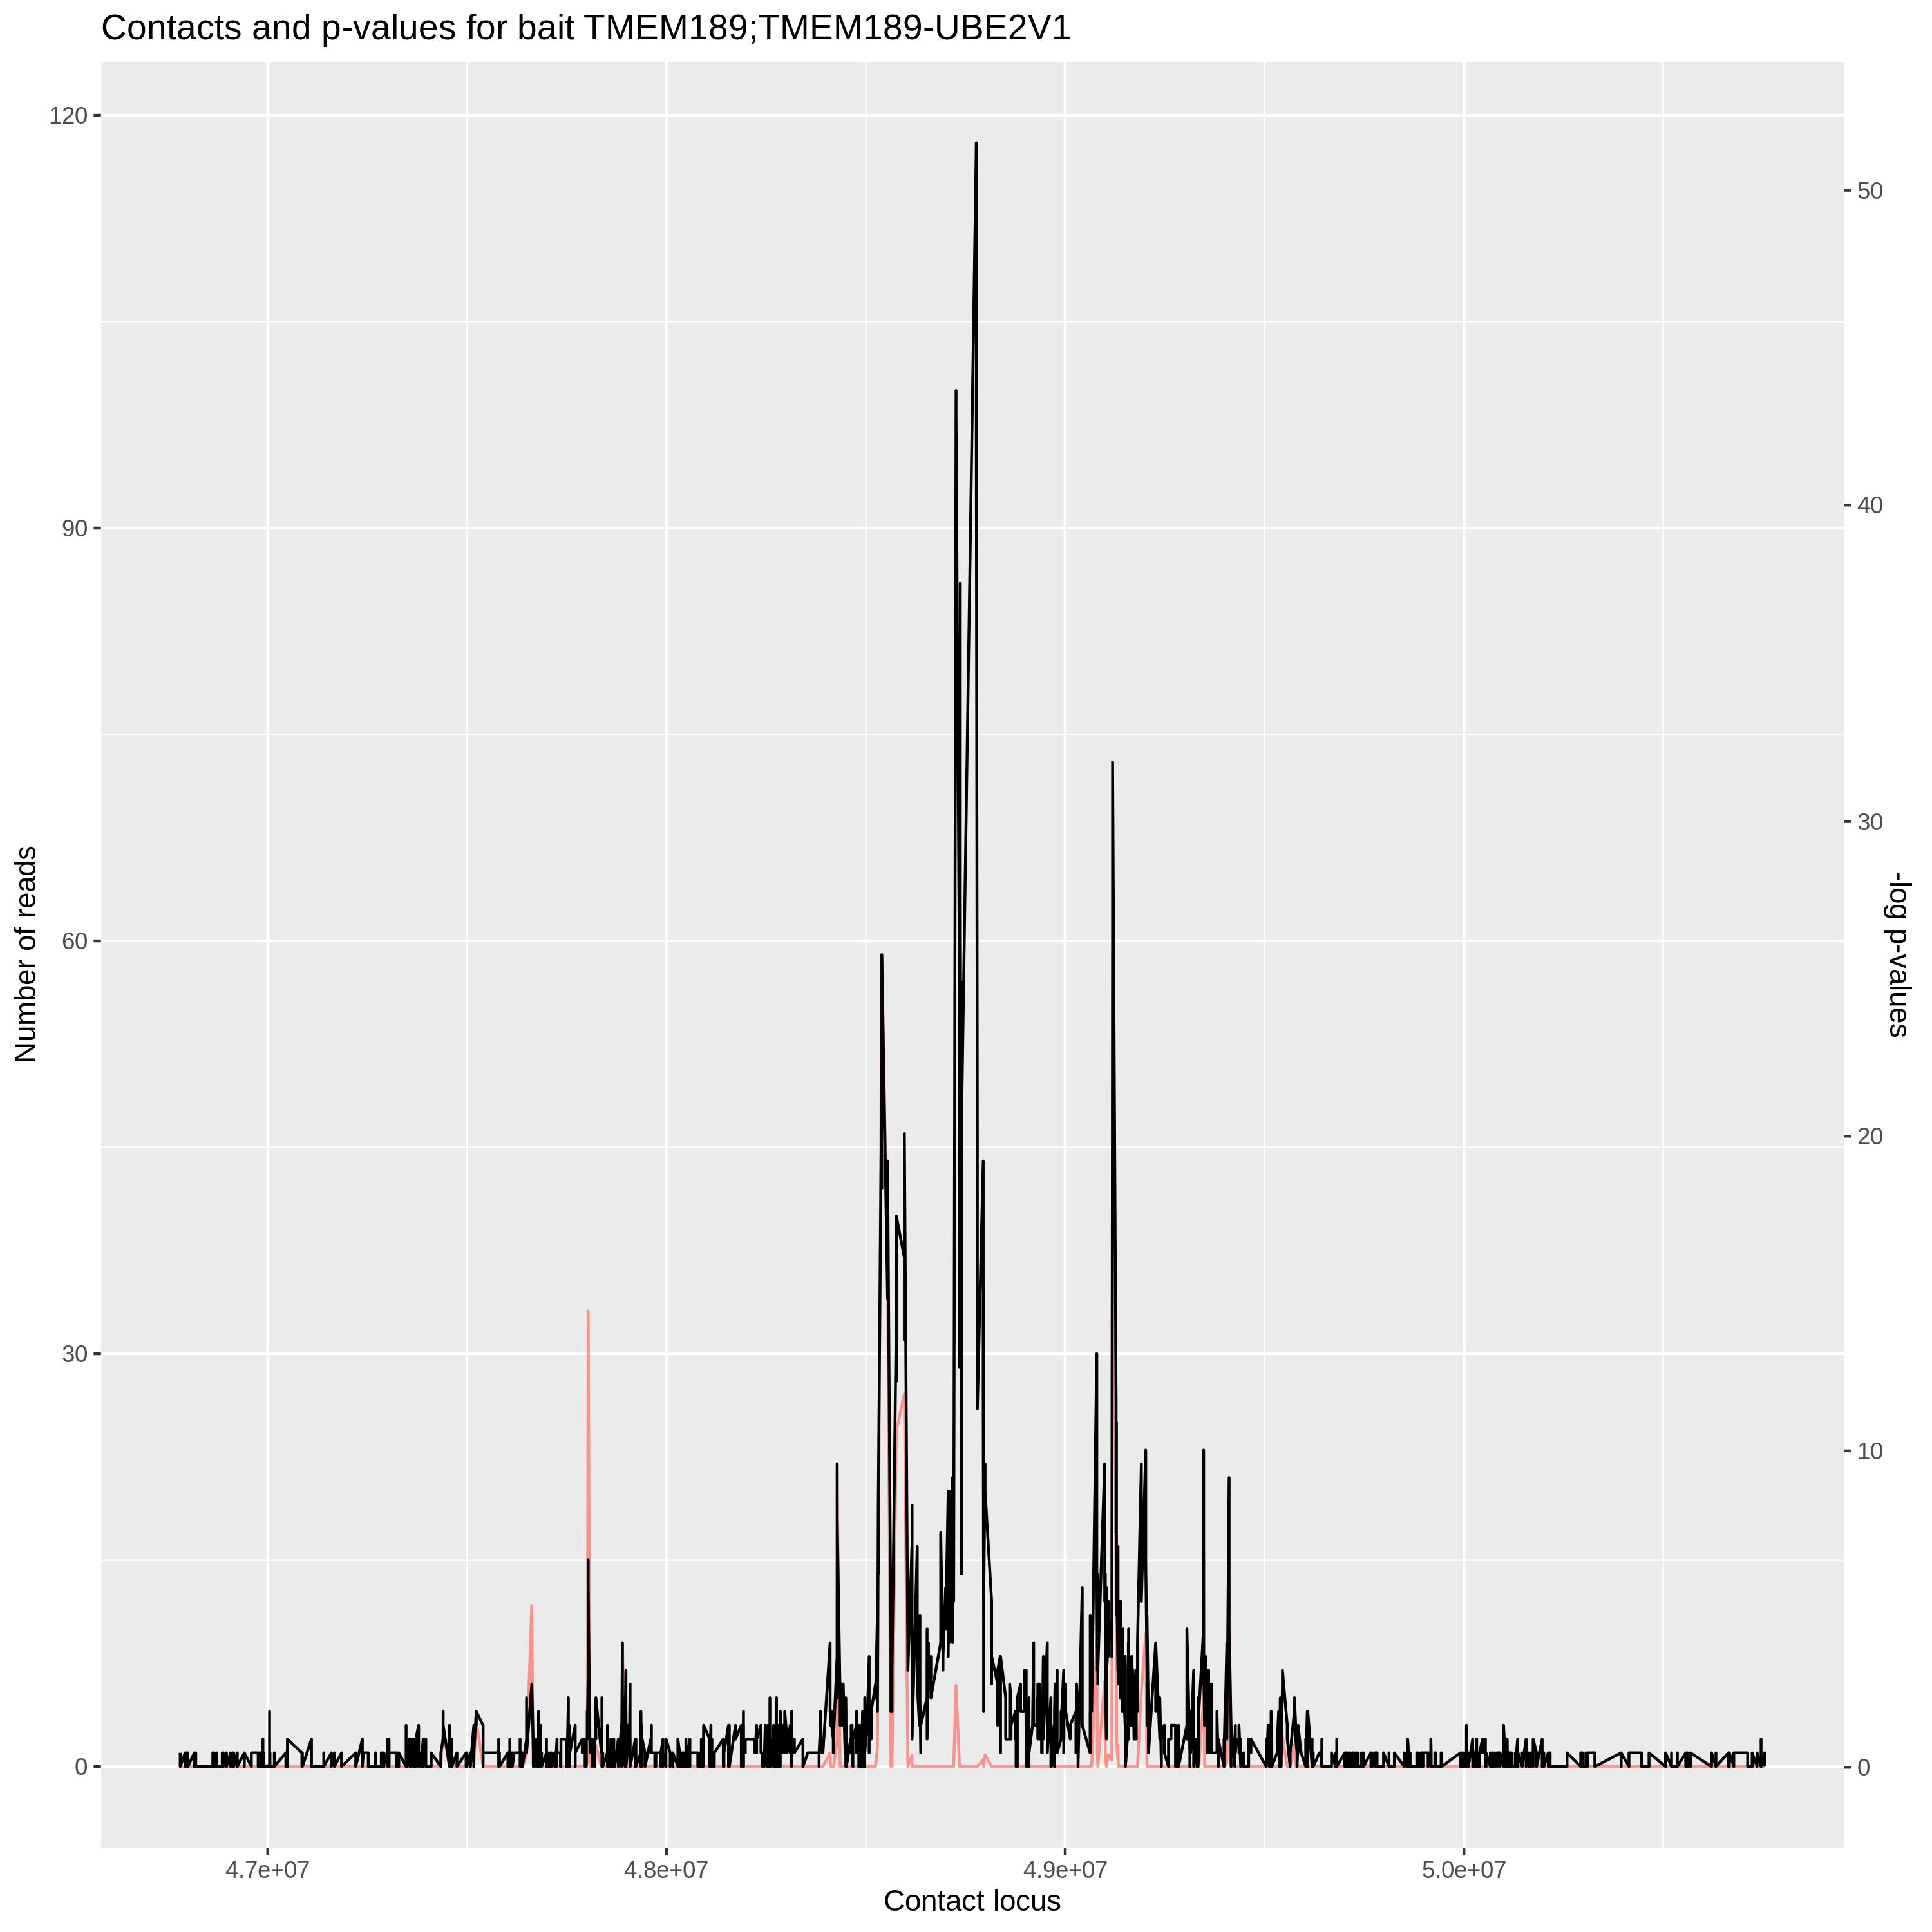 Contacts and p-values for bait TMEM189;TMEM189-UBE2V1
120
90
60
30
0
Number of reads
50
40
30
20
10
0
-log p-values
4.7e+07
4.8e+07
4.9e+07
5.0e+07
Contact locus